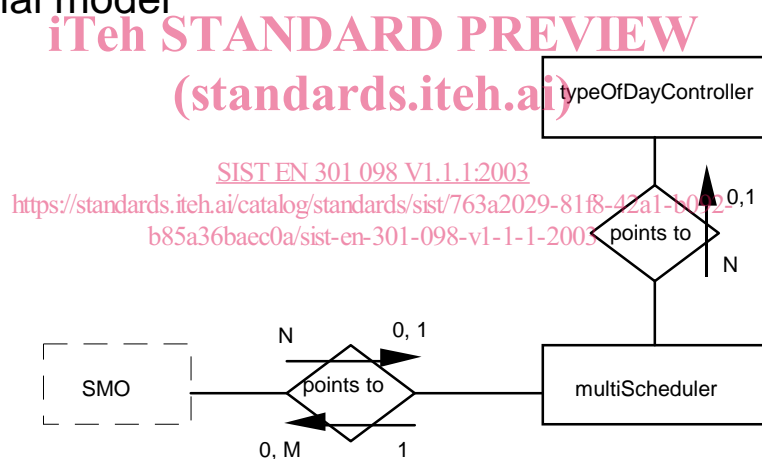 nal model
iTeh STANDARD PREVIEW
(standards.iteh.ai)
typeOfDayController
SIST EN 301 098 V1.1.1:2003
https://standards.iteh.ai/catalog/standards/sist/763a2029-81f8-42a1-b092-
b85a36baec0a/sist-en-301-098-v1-1-1-2003
0,1
points to
N
N
0, 1
SMO
points to
multiScheduler
0, M
1